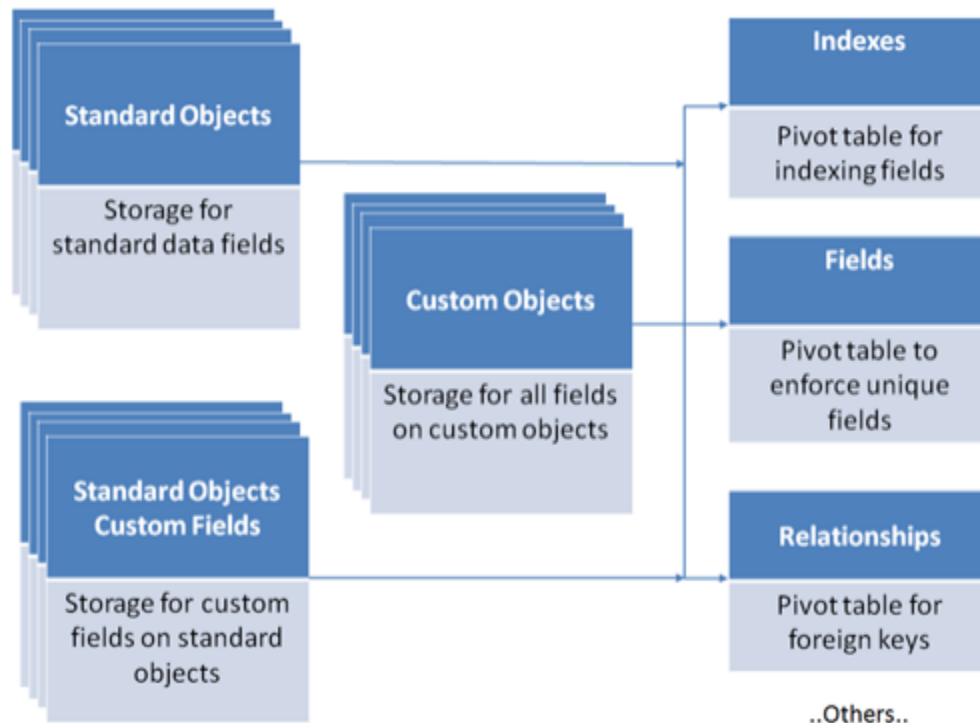 Standard Objects
Storage for
standard data fields
Custom Objects
Storage for all fields
on custom objects
Standard Objects
Custom Fields
Storage for custom
fields on standard
objects
Indexes
Pivot table for
indexing fields
Fields
Pivot table to
enforce unique
fields
Relationships
Pivot table for
foreign keys
..Others..